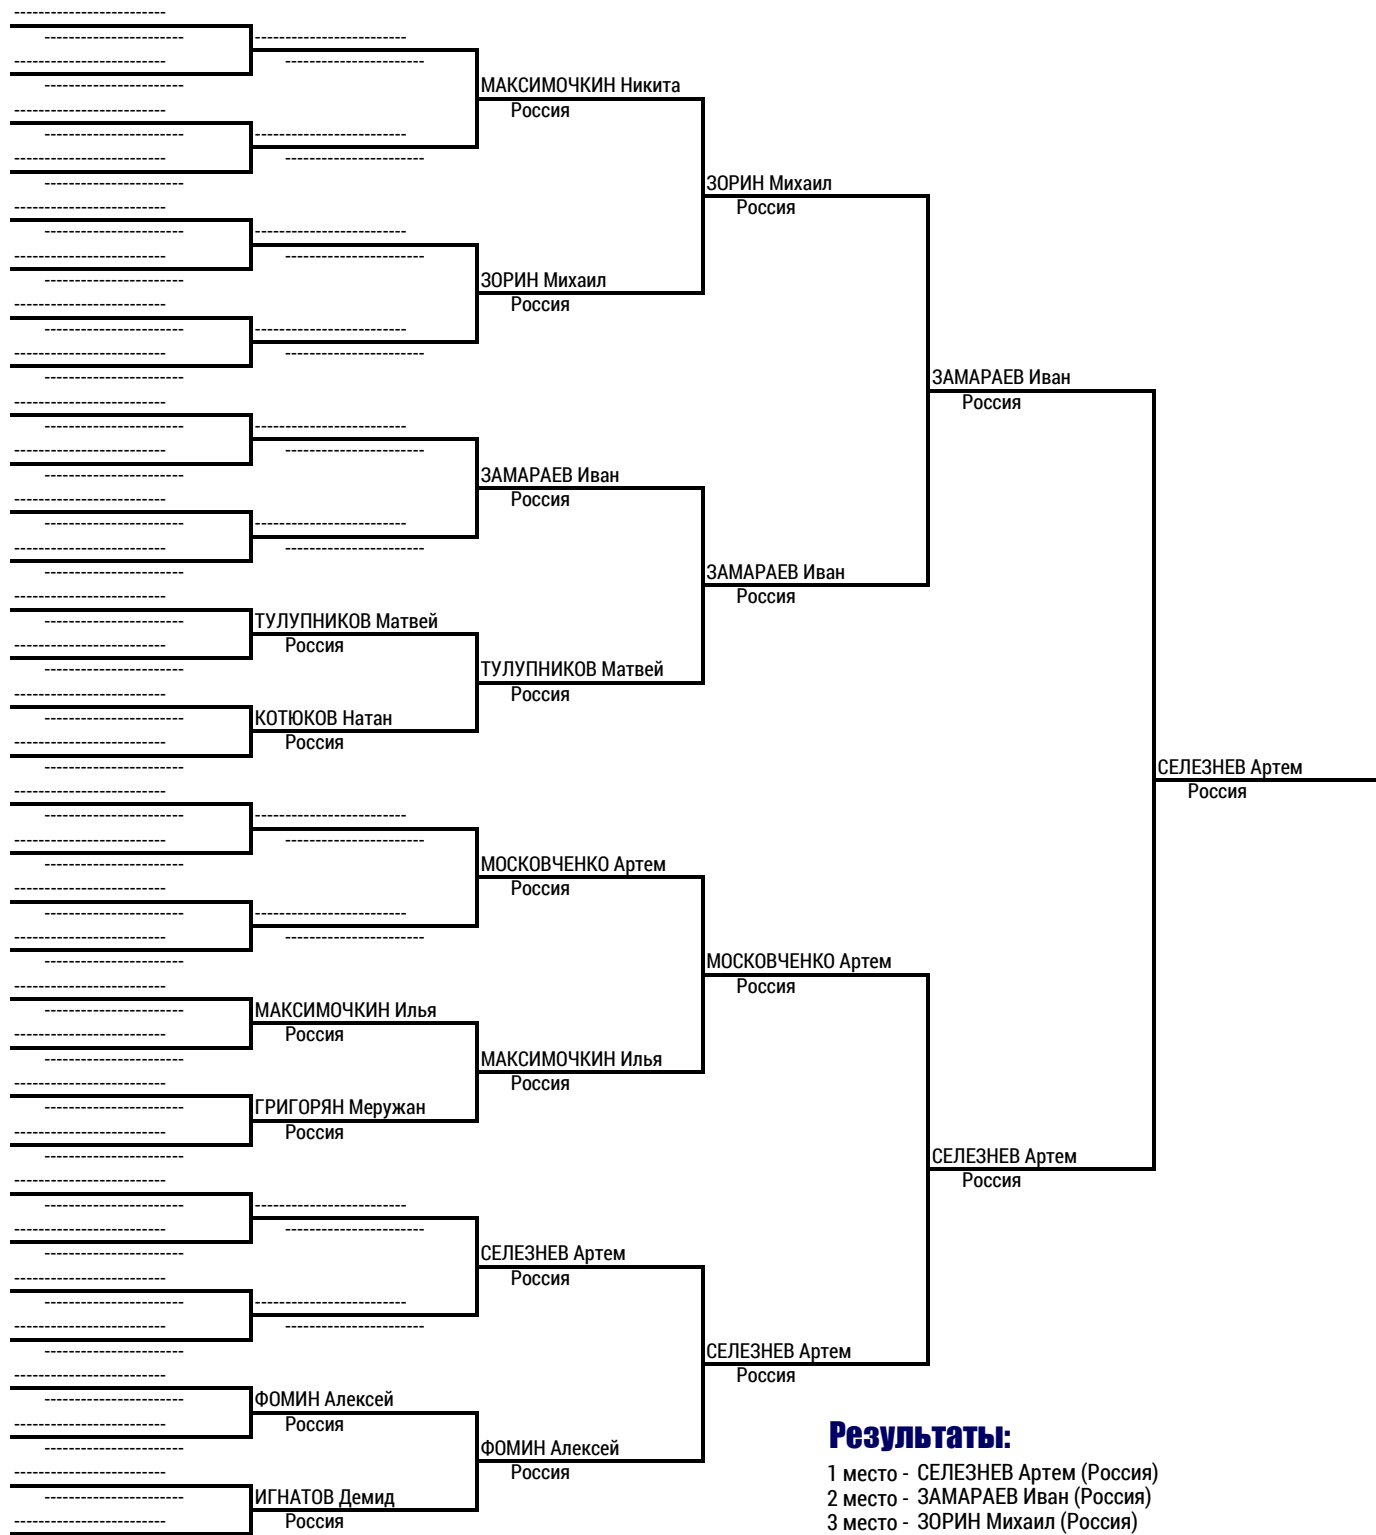 МАКСИМОЧКИН Никита
Россия
ЗОРИН Михаил
Россия
ЗОРИН Михаил
Россия
ЗАМАРАЕВ Иван
Россия
ЗАМАРАЕВ Иван
Россия
ЗАМАРАЕВ Иван
Россия
ТУЛУПНИКОВ Матвей
Россия
ТУЛУПНИКОВ Матвей
Россия
КОТЮКОВ Натан
Россия
СЕЛЕЗНЕВ Артем
Россия
МОСКОВЧЕНКО Артем
Россия
МОСКОВЧЕНКО Артем
Россия
МАКСИМОЧКИН Илья
Россия
МАКСИМОЧКИН Илья
Россия
ГРИГОРЯН Меружан
Россия
СЕЛЕЗНЕВ Артем
Россия
СЕЛЕЗНЕВ Артем
Россия
СЕЛЕЗНЕВ Артем
Россия
ФОМИН Алексей
Россия
ФОМИН Алексей
Россия
ИГНАТОВ Демид
Россия
Результаты:
1 место - СЕЛЕЗНЕВ Артем (Россия)
2 место - ЗАМАРАЕВ Иван (Россия)
3 место - ЗОРИН Михаил (Россия)